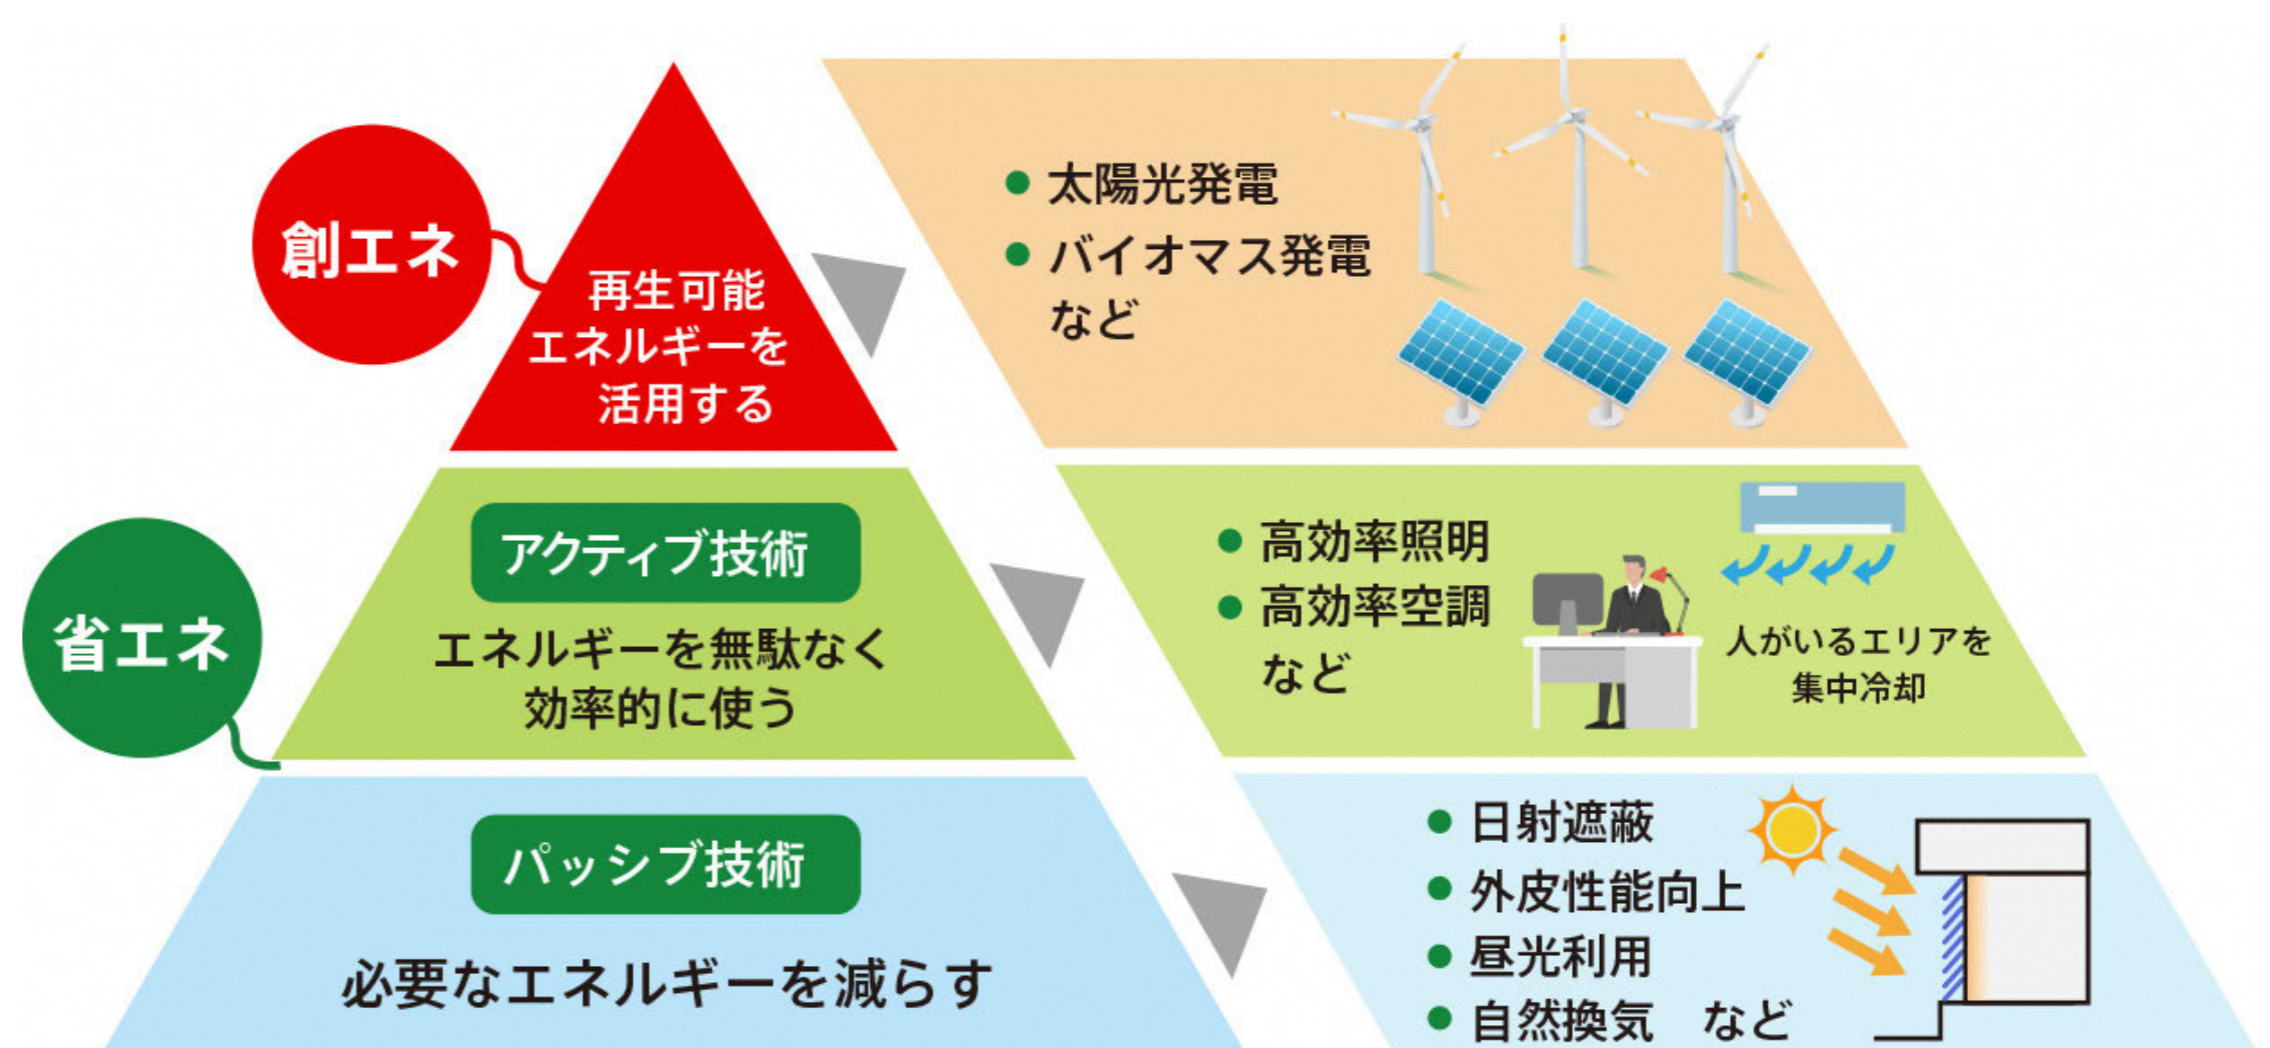 創エネ
再生可能
エネルギーを
活用する
● 太陽光発電
● バイオマス発電
など
省エネ
アクティブ技術
エネルギーを無駄なく
効率的に使う
● 高効率照明
● 高効率空調
など
人がいるエリアを
集中冷却
パッシブ技術
必要なエネルギーを減らす
● 日射遮蔽
● 外皮性能向上
● 昼光利用
● 自然換気　など